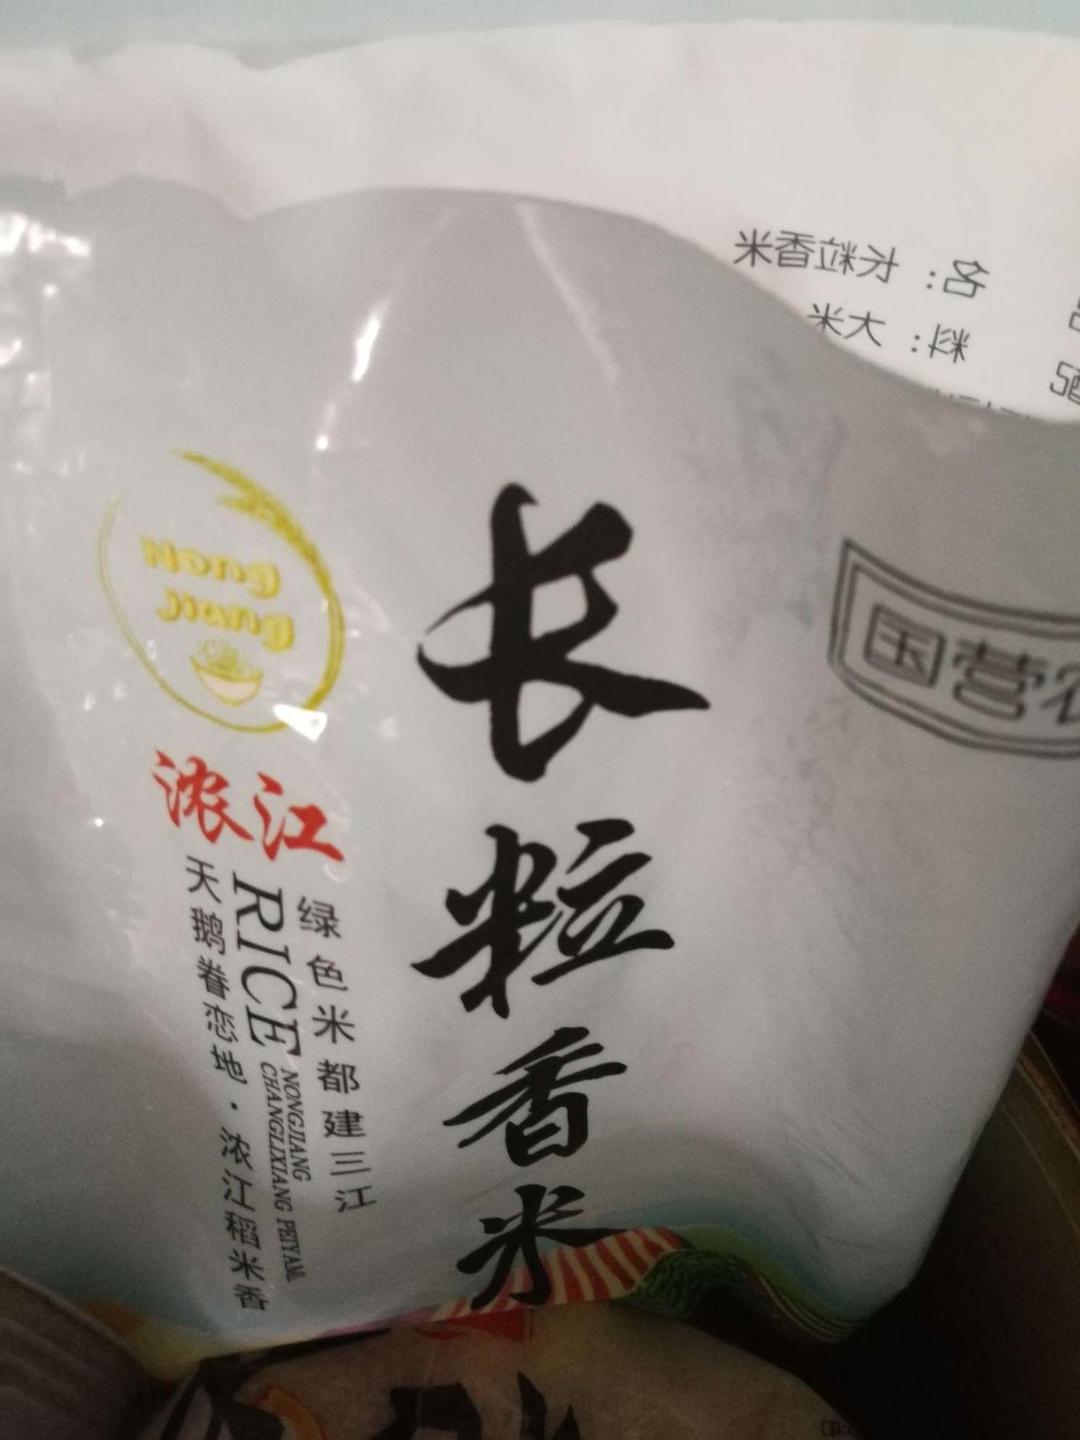 名：长粒香米
料：大米
配
国营农
Nong
jiang
浓江
长粒香米
绿色米都建三江
RICE
NONGJIANG
CHANGLIXIANG PEIYAMI
天鹅眷恋地·浓江稻米香